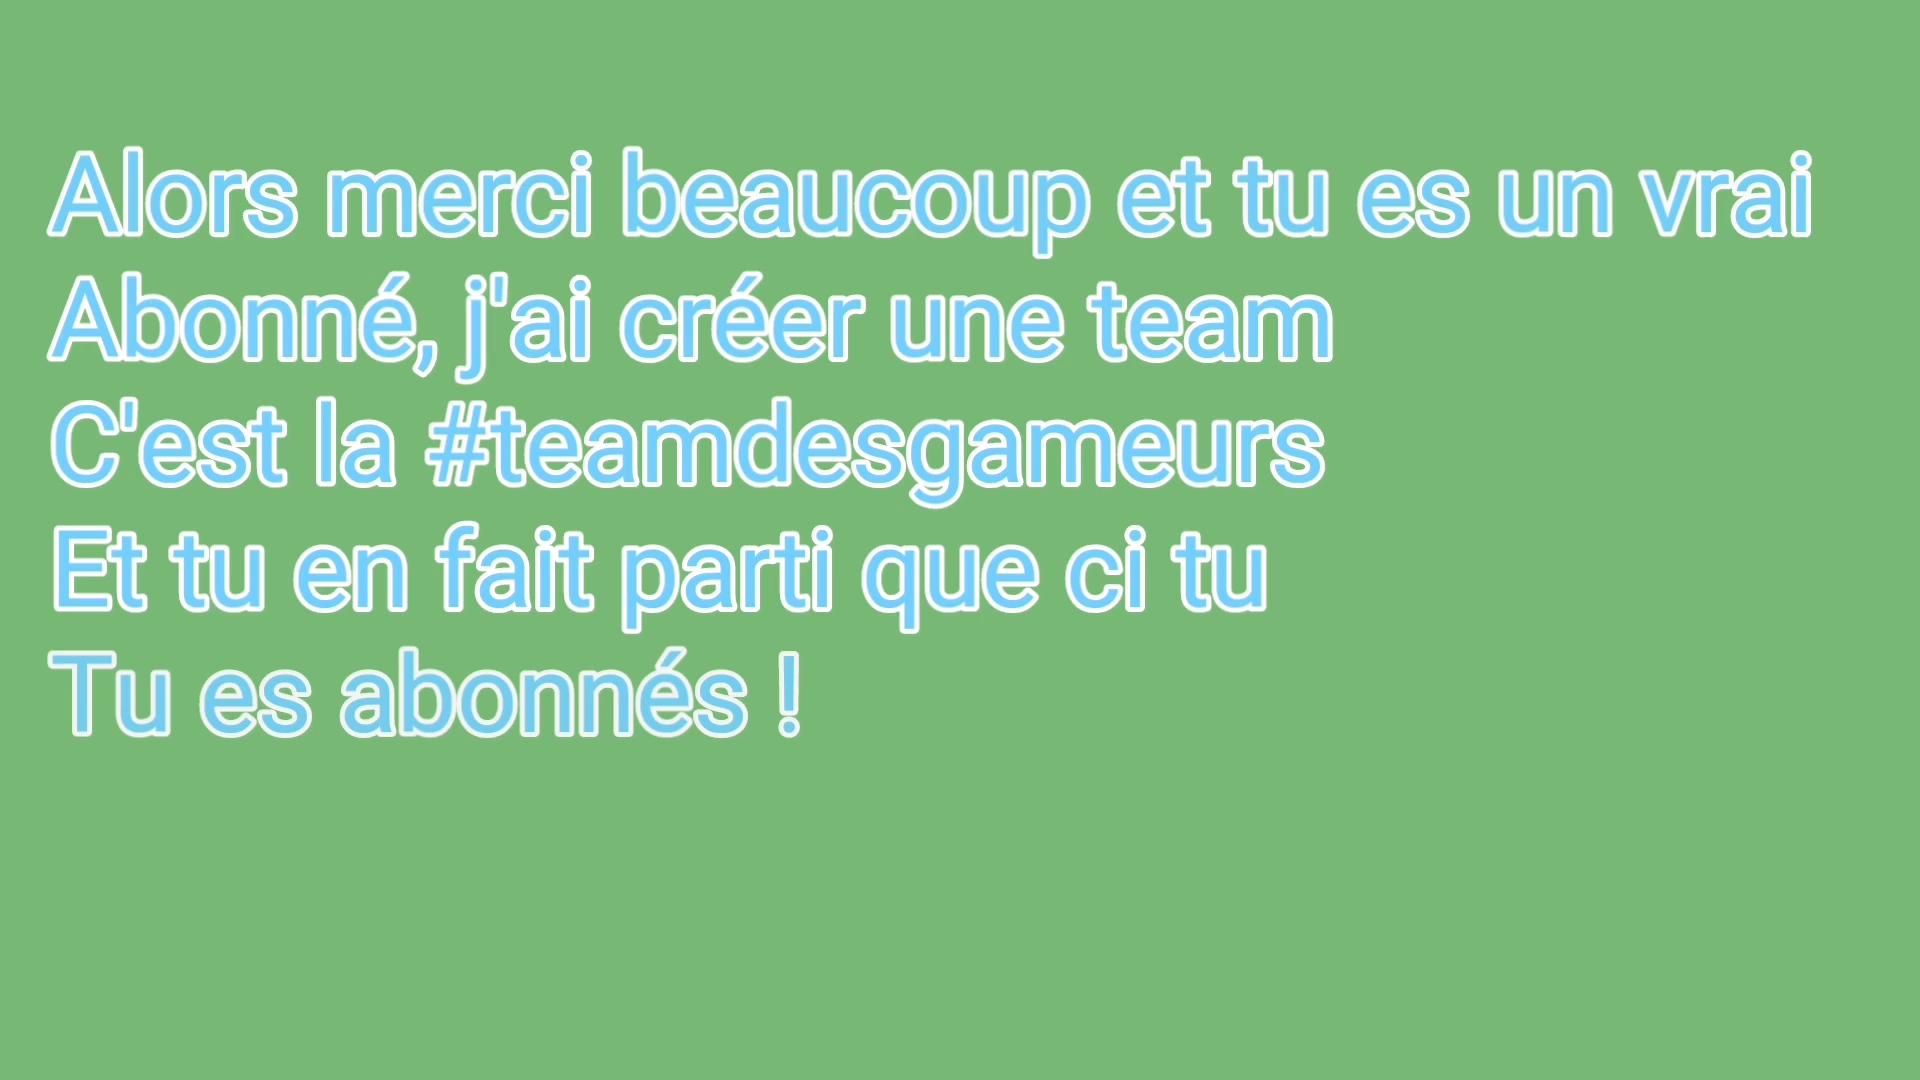 Alors merci beaucoup et tu es un vrai
Abonné, j'ai créer une team
C'est la #teamdesgameurs
Et tu en fait parti que ci tu
Tu es abonnés !